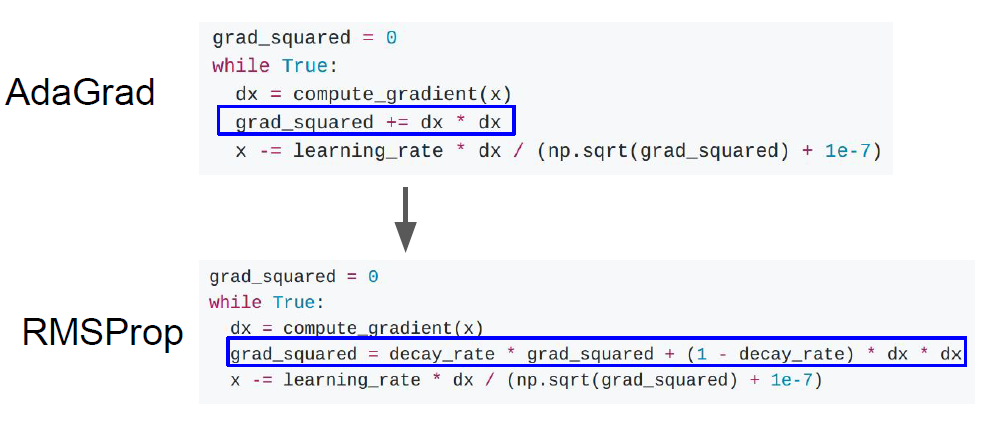 AdaGrad
grad_squared = 0
while True:
dx = compute_gradient(x)
grad_squared += dx * dx
x -= learning_rate * dx / (np.sqrt(grad_squared) + 1e-7)
RMSProp
grad_squared = 0
while True:
dx = compute_gradient(x)
grad_squared = decay_rate * grad_squared + (1 - decay_rate) * dx * dx
x -= learning_rate * dx / (np.sqrt(grad_squared) + 1e-7)